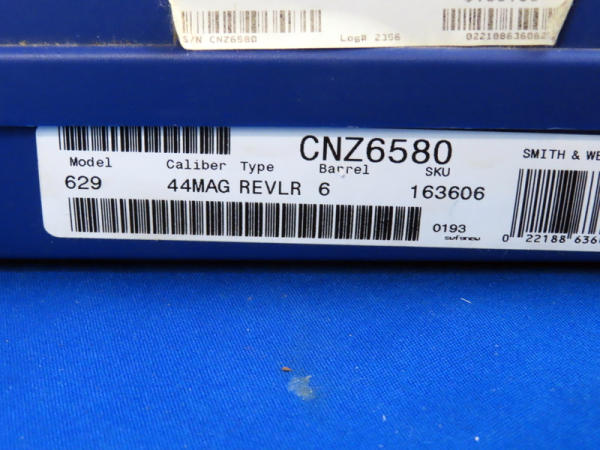 S/N CNZ6580 Log# 2356
CNZ6580 SMITH & WE
Model Caliber Type Barrel SKU
629 44MAG REVLR 6 163606
0193
0 22188 636